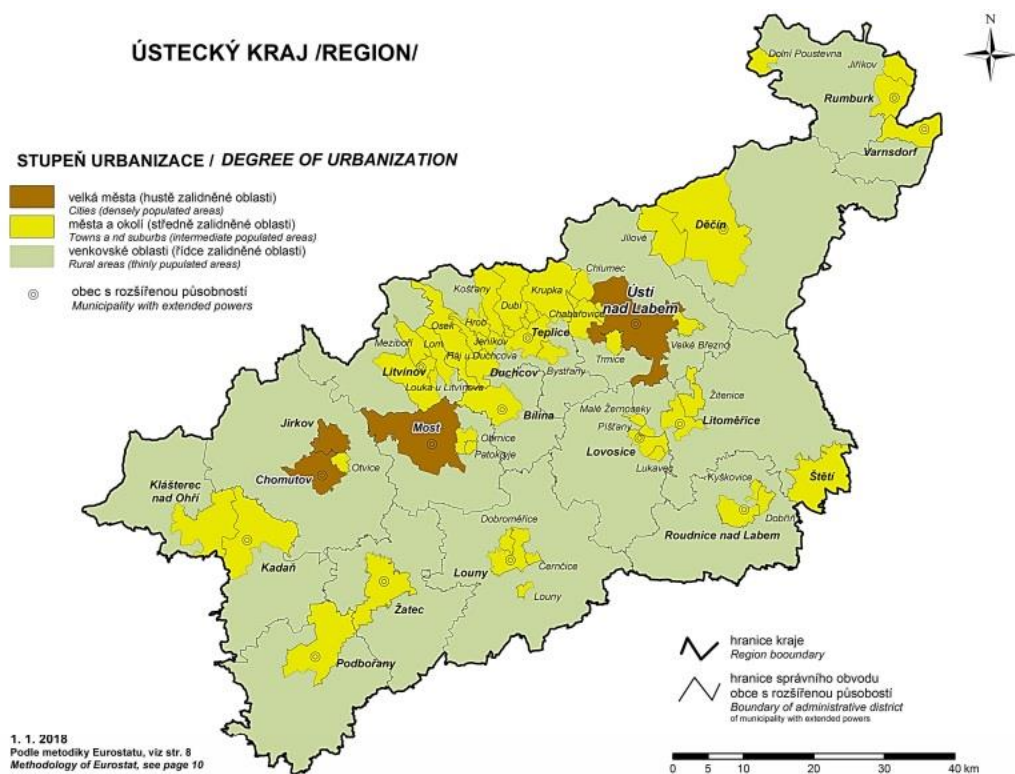 ÚSTECKÝ KRAJ /REGION/
N
STUPEŇ URBANIZACE / DEGREE OF URBANIZATION
velká města (hustě zalidněné oblasti)
Cities (densely populated areas)
města a okolí (středně zalidněné oblasti)
Towns a nd suburbs (intermediate populated areas)
venkovské oblasti (řídce zalidněné oblasti)
Rural areas (thinly pupulated areas)
obec s rozšířenou působností
Municipality with extended powers
Dolní Poustevna
Jiříkov
Rumburk
Varnsdorf
Děčín
Jílové
Chlumec
Ústí
nad Labem
Košťany
Krupka
Dubí
Chabařovice
Hrob
Osek
Teplice
Meziboří
Lom
Jeníkov
Háj u Duchcova
Velké Březno
Trmice
Litvínov
Duchcov
Bystřany
Louka u Litvínova
Bílina
Žitenice
Malé Žernoseky
Litoměřice
Píšťany
Jirkov
Most
Obrnice
Lovosice
Patokryje
Lukavec
Otvice
Chomutov
Štětí
Kyškovice
Klášterec
nad Ohří
Dobříň
Dobroměřice
Roudnice nad Labem
Kadaň
Louny
Černčice
Louny
Žatec
Podbořany
hranice kraje
Region booundary
hranice správního obvodu
obce s rozšířenou působostí
Boundary of administrative district
of municipality with extended powers
1. 1. 2018
Podle metodiky Eurostatu, viz str. 8
Methodology of Eurostat, see page 10
0 5 10 20 30 40 km